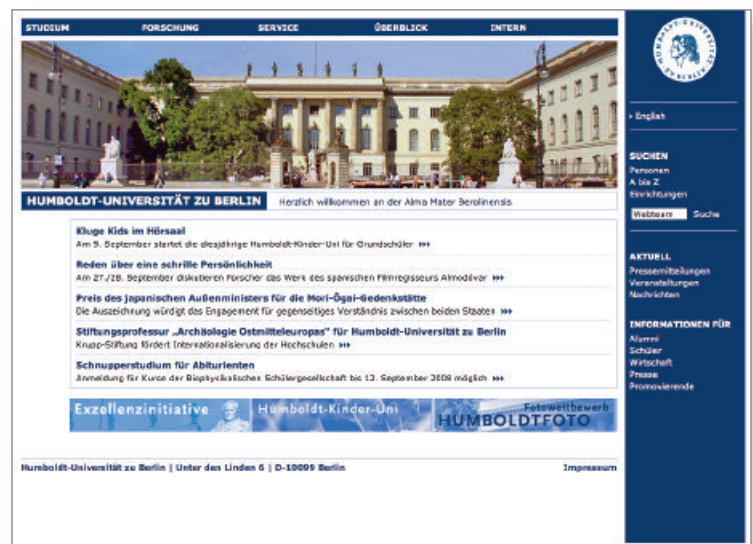 STUDIUM FORSCHUNG SERVICE ÜBERBLICK INTERN
HUMBOLDT-UNIVERSITÄT ZU BERLIN Herzlich willkommen an der Alma Mater Berolinensis
Kluge Kids im Hörsaal
Am 9. September startet die diesjährige Humboldt-Kinder-Uni für Grundschüler
Reden über eine schrille Persönlichkeit
Am 27./28. September diskutieren Forscher das Werk des spanischen Filmregisseurs Almodóvar
Preis des japanischen Außenministers für die Mori-Ôgai-Gedenkstätte
Die Auszeichnung würdigt das Engagement für gegenseitiges Verständnis zwischen beiden Staaten
Stiftungsprofessur „Archäologie Ostmitteleuropas" für Humboldt-Universität zu Berlin
Krupp-Stiftung fördert Internationalisierung der Hochschulen
Schnupperstudium für Abiturienten
Anmeldung für Kurse der Biophysikalischen Schülergesellschaft bis 12. September 2008 möglich
Exzellenzinitiative
Humboldt-Kinder-Uni
Fotowettbewerb
HUMBOLDTFOTO
Humboldt-Universität zu Berlin | Unter den Linden 6 | D-10099 Berlin Impressum
English
SUCHEN
Personen
A bis Z
Einrichtungen
Webteam Suche
AKTUELL
Pressemitteilungen
Veranstaltungen
Nachrichten
INFORMATIONEN FÜR
Alumni
Schüler
Wirtschaft
Presse
Promovierende